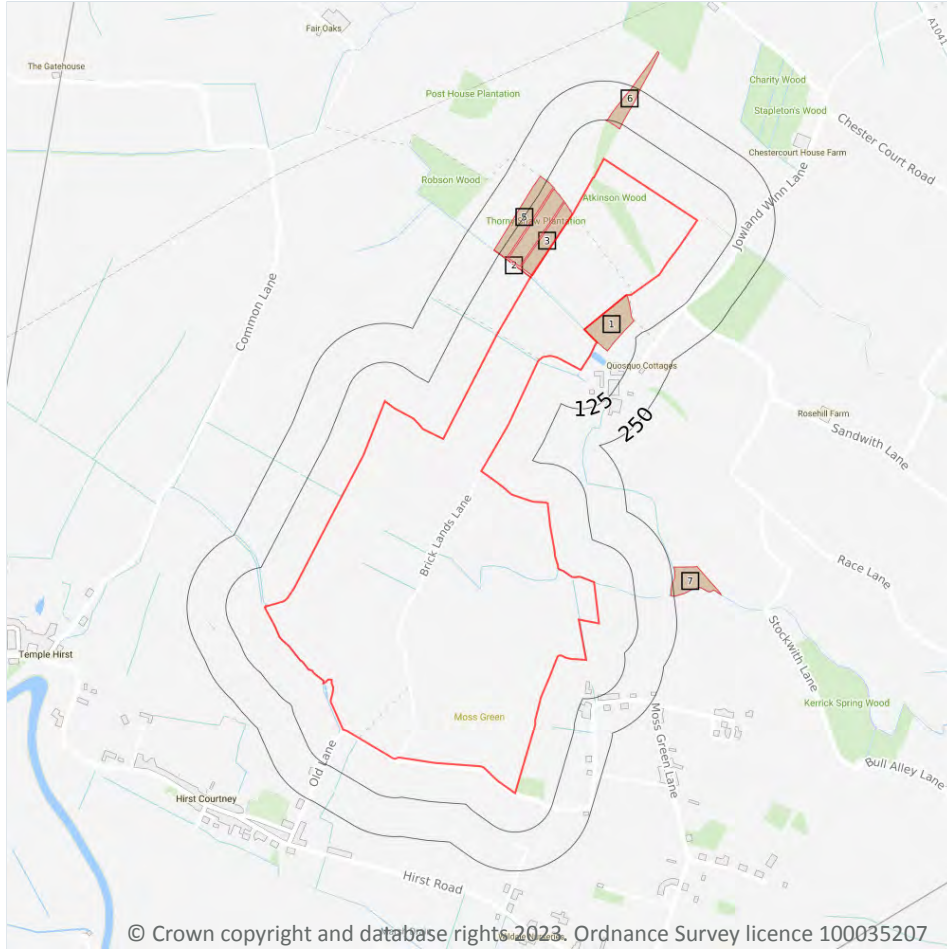 Fair Oaks
A1041
The Gatehouse
Charity Wood
Post House Plantation
6
Stapleton's Wood
Chester Court Road
Chestercourt House Farm
Robson Wood
Atkinson Wood
Jowland Winn Lane
5
Plantation
3
2
Common Lane
1
Quosquo Cottages
125
250
Rosehill Farm
Sandwith Lane
Brick Lands Lane
Race Lane
7
Stockwith Lane
Temple Hirst
Kerrick Spring Wood
Moss Green
Moss Green Lane
Old Lane
Bull Alley Lane
Hirst Courtney
Hirst Road
© Crown copyright and database rights 2023. Ordnance Survey licence 100035207